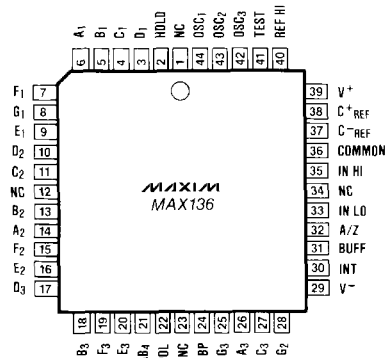 A1 B1 C1 D1 HOLD NC OSC1 OSC2 OSC3 TEST REF HI
6 5 4 3 2 1 44 43 42 41 40
F1 7
G1 8
E1 9
D2 10
C2 11
NC 12
B2 13
A2 14
F2 15
E2 16
D3 17
MAXIM
MAX136
39 V+
38 C+REF
37 C−REF
36 COMMON
35 IN HI
34 NC
33 IN LO
32 A/Z
31 BUFF
30 INT
29 V−
18 19 20 21 22 23 24 25 26 27 28
B3 F3 E3 AB4 OL NC BP G3 A3 C3 G2